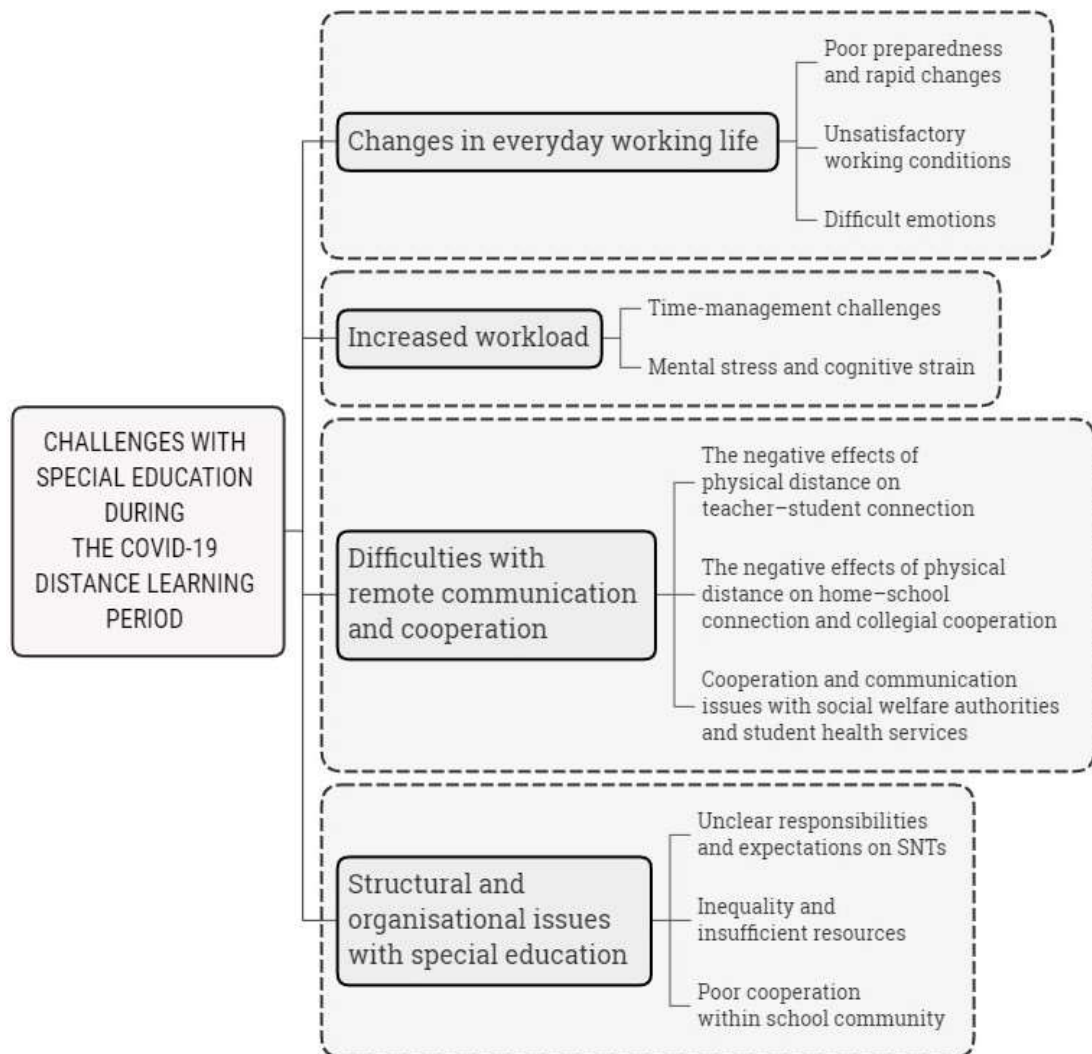 CHALLENGES WITH
SPECIAL EDUCATION
DURING
THE COVID-19
DISTANCE LEARNING
PERIOD
Changes in everyday working life
Poor preparedness
and rapid changes
Unsatisfactory
working conditions
Difficult emotions
Increased workload
Time-management challenges
Mental stress and cognitive strain
Difficulties with
remote communication
and cooperation
The negative effects of
physical distance on
teacher–student connection
The negative effects of physical
distance on home–school
connection and collegial cooperation
Cooperation and communication
issues with social welfare authorities
and student health services
Structural and
organisational issues
with special education
Unclear responsibilities
and expectations on SNTs
Inequality and
insufficient resources
Poor cooperation
within school community